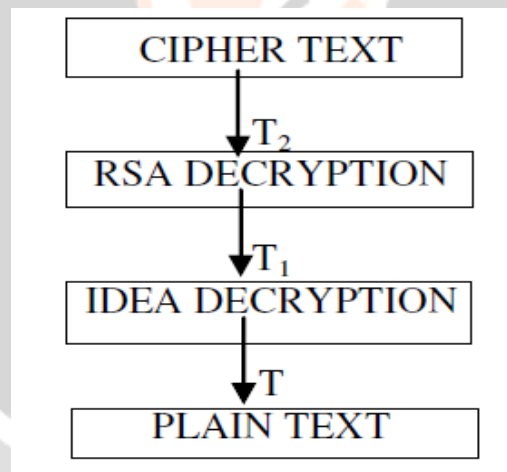 CIPHER TEXT
T₂
RSA DECRYPTION
T₁
IDEA DECRYPTION
T
PLAIN TEXT